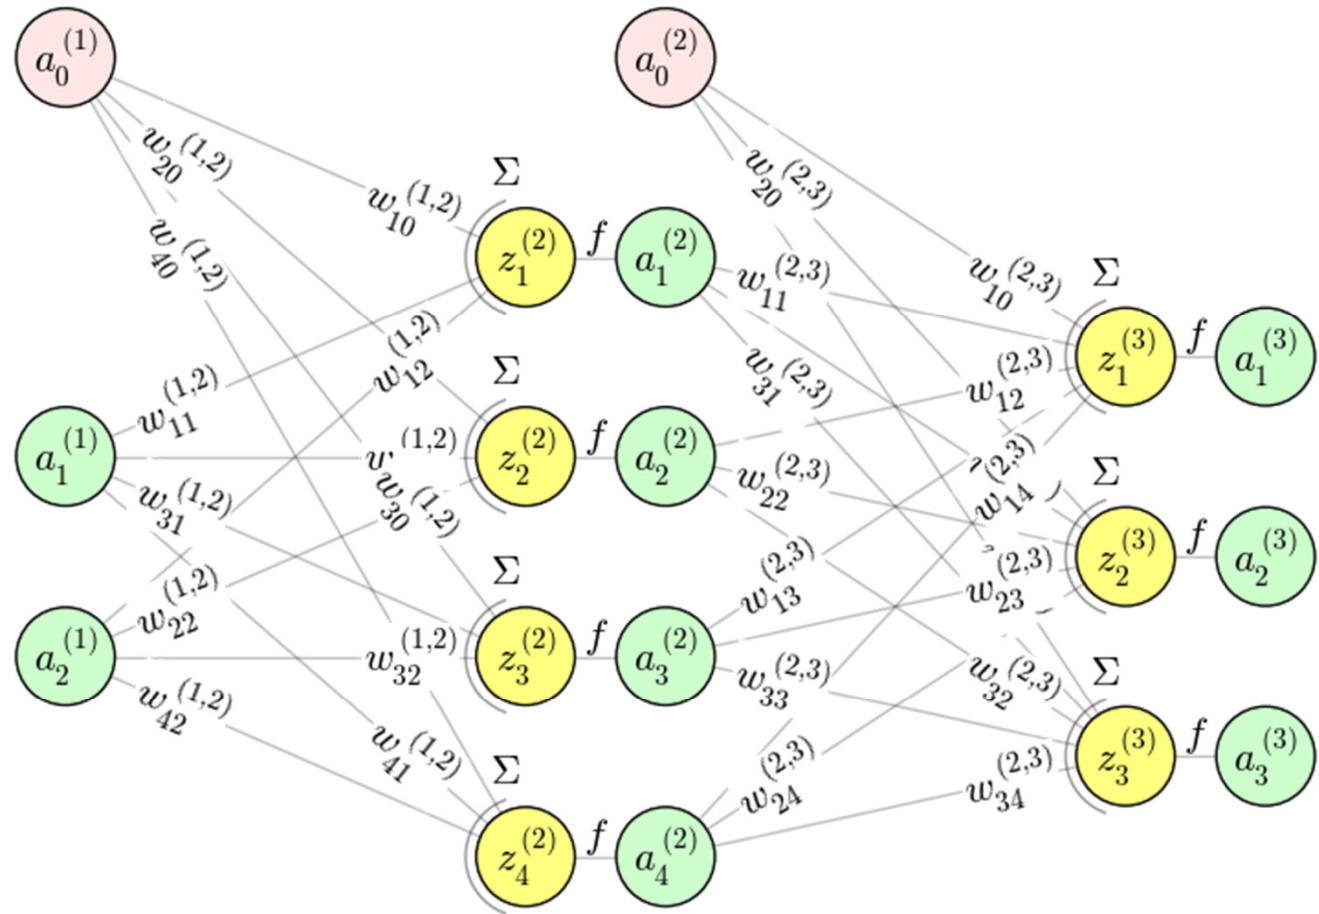 a_0^(1)
a_0^(2)
w_20^(1,2)
w_10^(1,2)
w_40^(1,2)
Σ
z_1^(2)
f
a_1^(2)
w_20^(2,3)
w_11^(2,3)
w_10^(2,3)
Σ
z_1^(3)
f
a_1^(3)
w_11^(1,2)
w_12^(1,2)
Σ
w_31^(2,3)
w_12^(2,3)
a_1^(1)
(1,2)
z_2^(2)
f
a_2^(2)
w_22^(2,3)
(2,3)
w_14
Σ
w_31^(1,2)
w_30^(1,2)
z_2^(3)
f
a_2^(3)
w_22^(1,2)
Σ
w_13^(2,3)
w_23^(2,3)
a_2^(1)
w_32^(1,2)
z_3^(2)
f
a_3^(2)
w_33^(2,3)
w_32^(2,3)
Σ
w_42^(1,2)
w_41^(1,2)
z_3^(3)
f
a_3^(3)
Σ
w_24^(2,3)
w_34^(2,3)
z_4^(2)
f
a_4^(2)